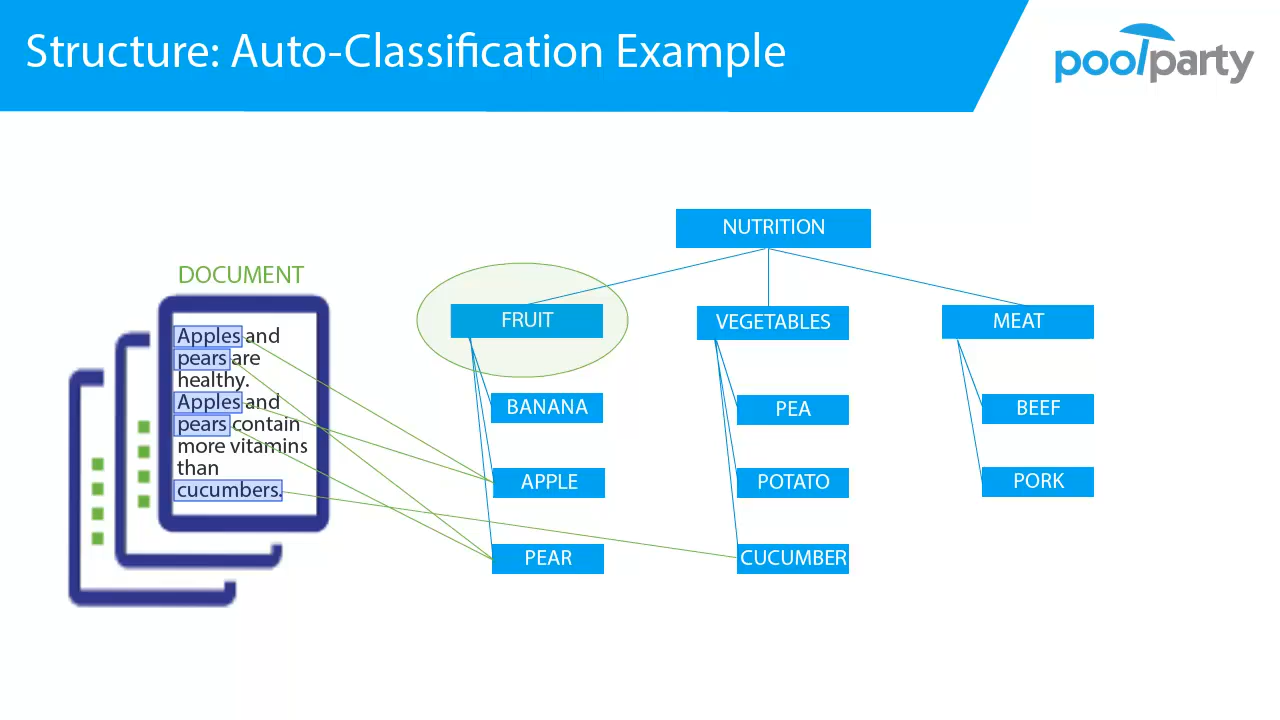 Structure: Auto-Classification Example
poolparty
DOCUMENT
Apples and
pears are
healthy.
Apples and
pears contain
more vitamins
than
cucumbers.
NUTRITION
FRUIT
VEGETABLES
MEAT
BANANA
PEA
BEEF
APPLE
POTATO
PORK
PEAR
CUCUMBER